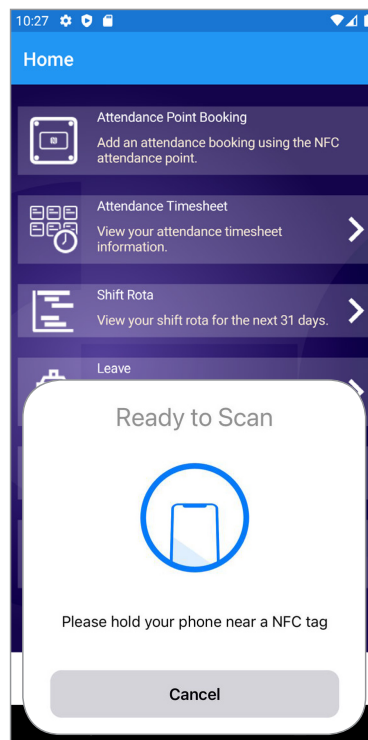 10:27
Home
Attendance Point Booking
Add an attendance booking using the NFC
attendance point.
Attendance Timesheet
View your attendance timesheet
information.
Shift Rota
View your shift rota for the next 31 days.
Leave
Ready to Scan
Please hold your phone near a NFC tag
Cancel